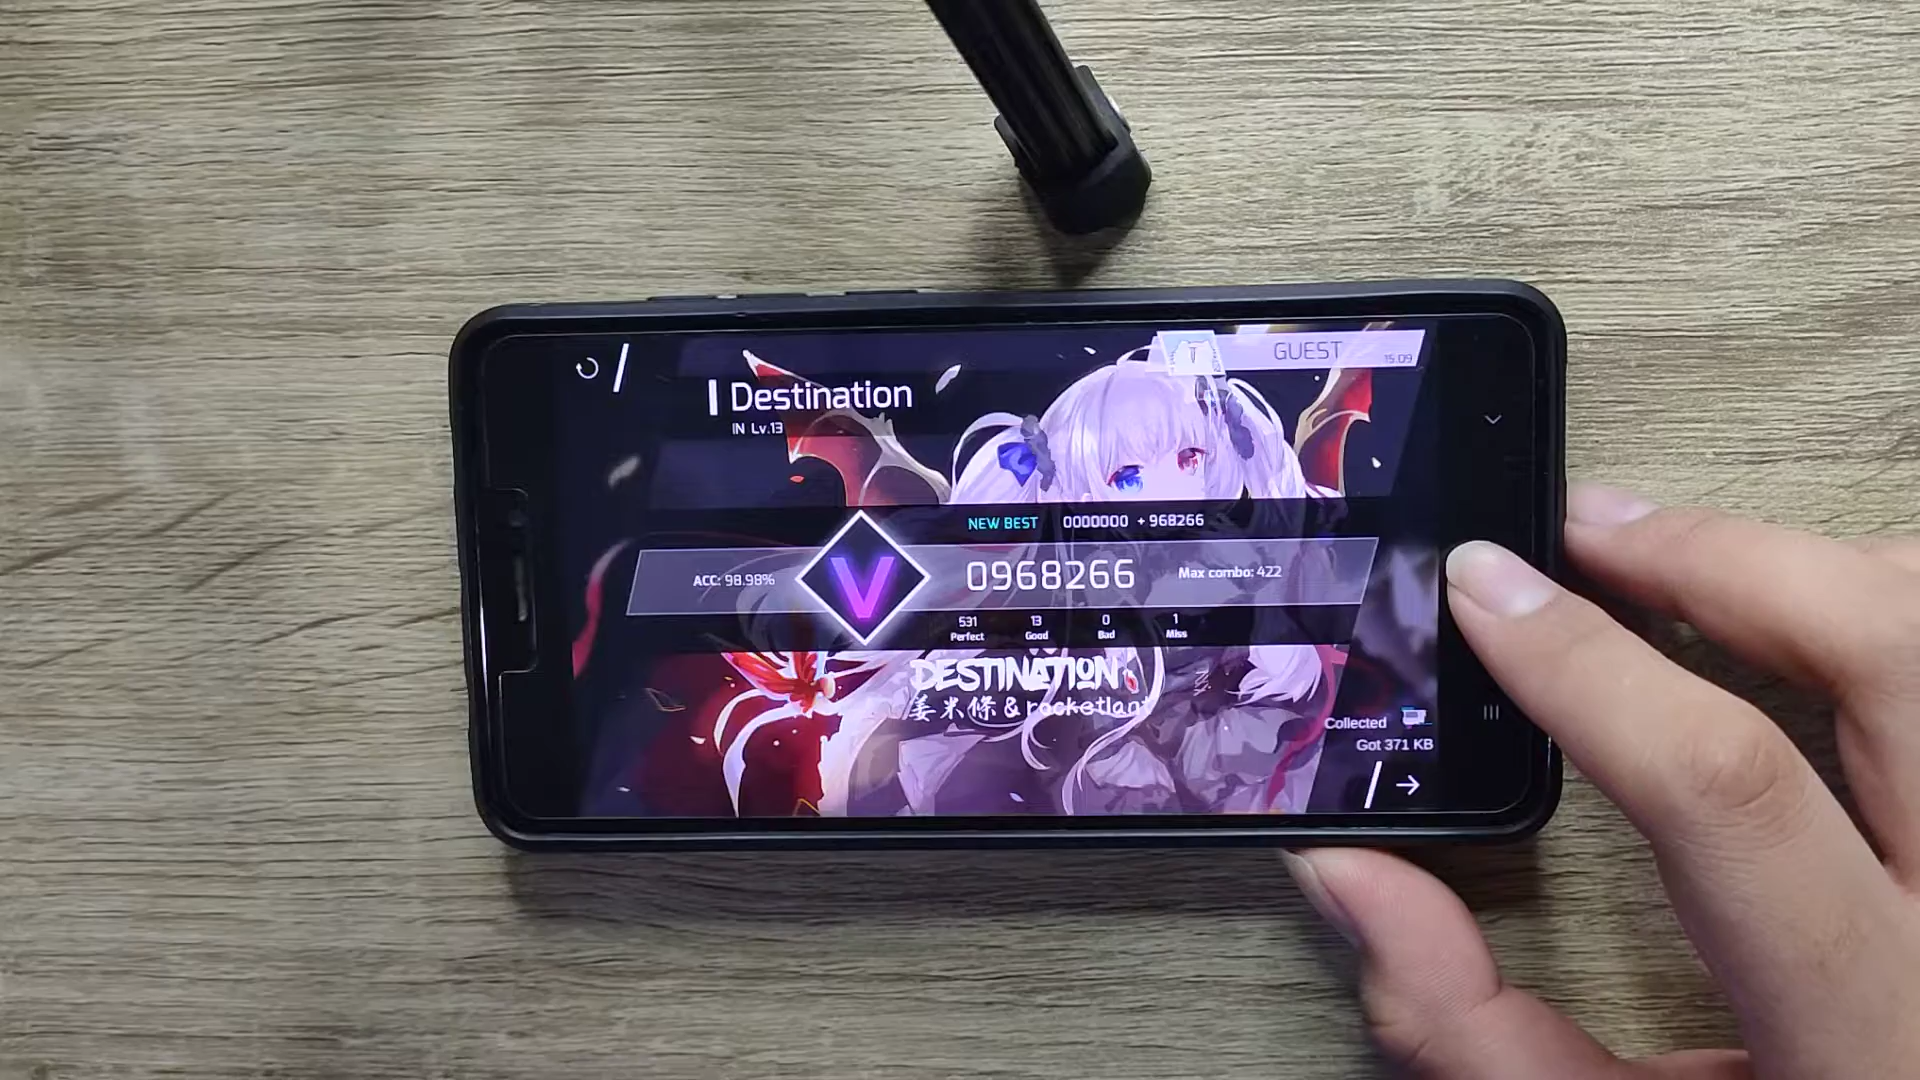 GUEST
15.09
Destination
IN Lv.13
NEW BEST 0000000 +968266
ACC: 98.98% V 0968266 Max combo: 422
531 13 0 1
Perfect Good Bad Miss
DESTINATION
姜米條 & rocketlant
Collected
Got 371 KB